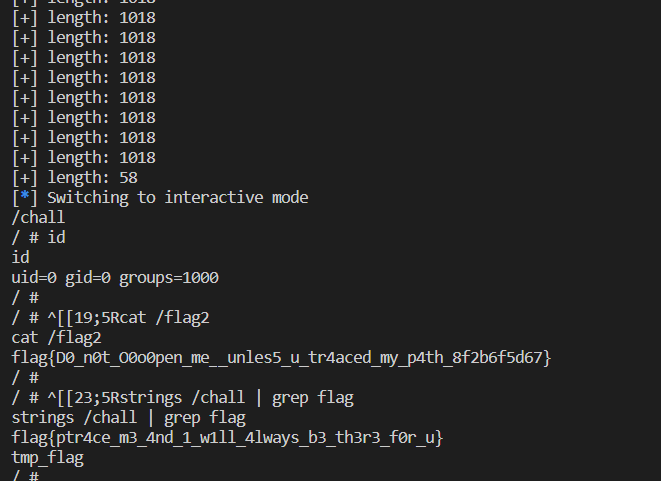 [+] length: 1018
[+] length: 1018
[+] length: 1018
[+] length: 1018
[+] length: 1018
[+] length: 1018
[+] length: 1018
[+] length: 1018
[+] length: 1018
[+] length: 58
[*] Switching to interactive mode
/chall
/ # id
id
uid=0 gid=0 groups=1000
/ #
/ # ^[[19;5Rcat /flag2
cat /flag2
flag{D0_n0t_O0o0pen_me__unles5_u_tr4aced_my_p4th_8f2b6f5d67}
/ #
/ # ^[[23;5Rstrings /chall | grep flag
strings /chall | grep flag
flag{ptr4ce_m3_4nd_1_w1ll_4lways_b3_th3r3_f0r_u}
tmp_flag
/ #